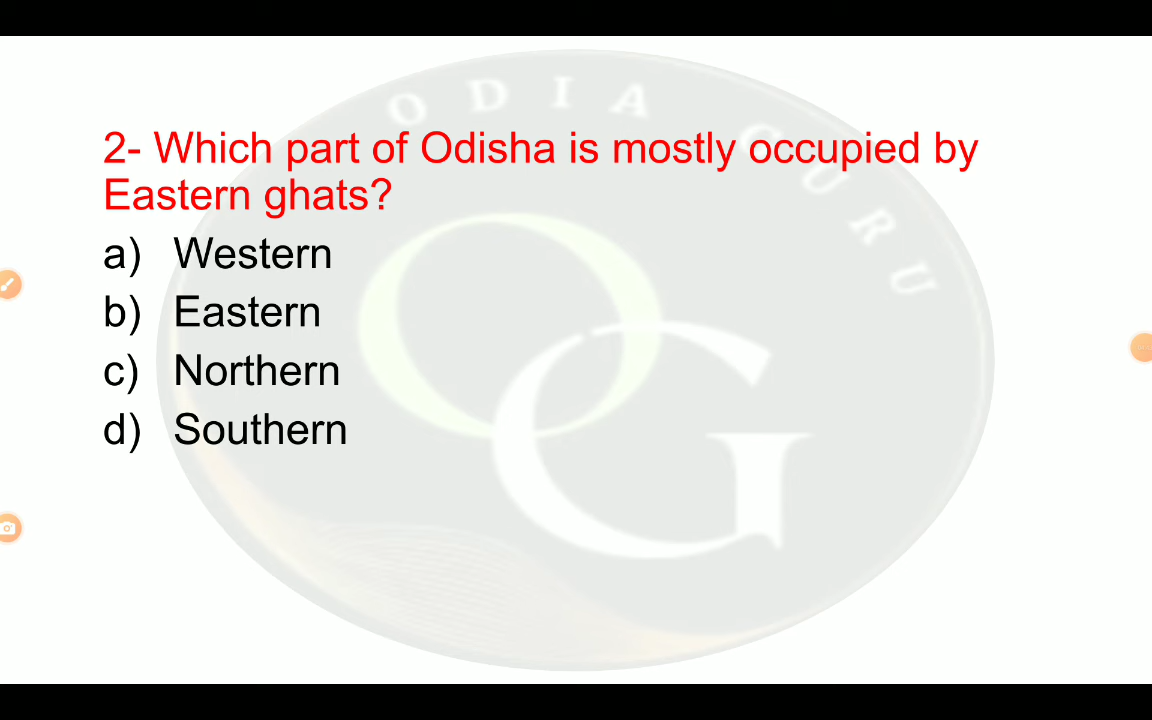 ODIA GURU
2- Which part of Odisha is mostly occupied by
Eastern ghats?
a) Western
b) Eastern
c) Northern
d) Southern
OG